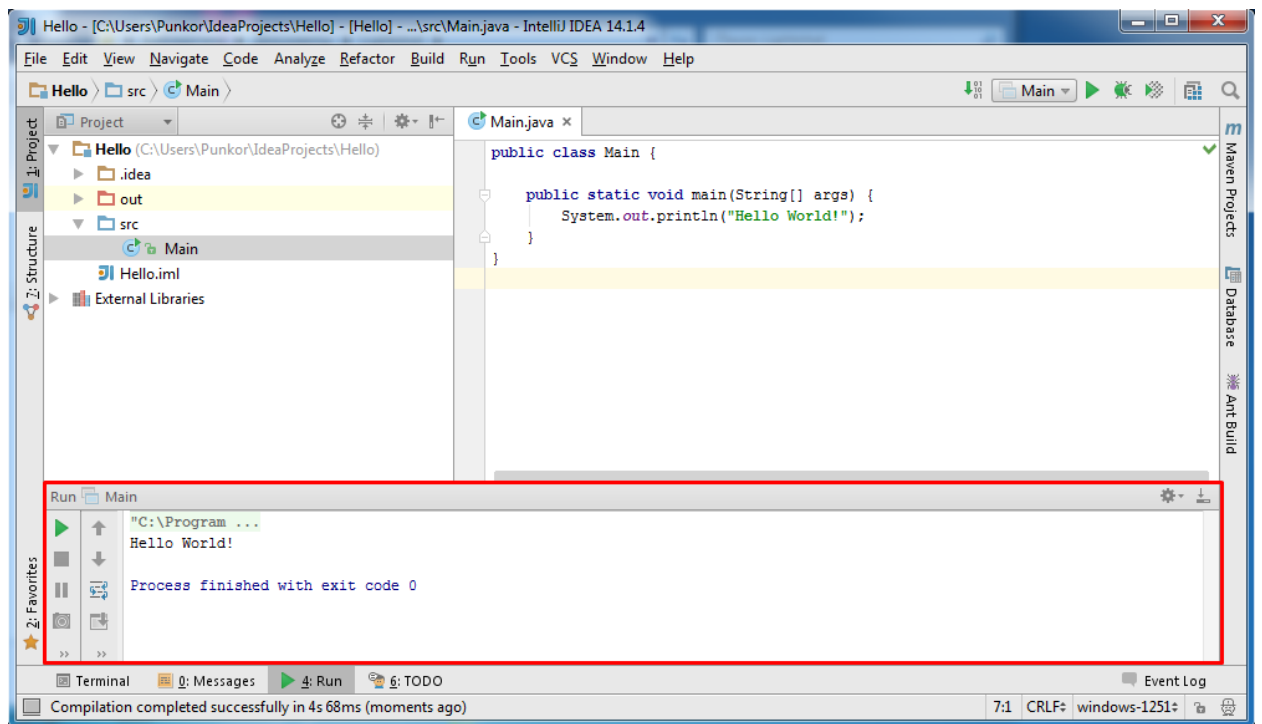 Hello - [C:\Users\Punkor\IdeaProjects\Hello] - [Hello] - ...\src\Main.java - IntelliJ IDEA 14.1.4
File Edit View Navigate Code Analyze Refactor Build Run Tools VCS Window Help
Hello src Main
Main
1: Project
7: Structure
2: Favorites
Project
Hello (C:\Users\Punkor\IdeaProjects\Hello)
.idea
out
src
Main
Hello.iml
External Libraries
Main.java
public class Main {
public static void main(String[] args) {
System.out.println("Hello World!");
}
}
Maven Projects
Database
Ant Build
Run Main
"C:\Program ...
Hello World!
Process finished with exit code 0
Terminal 0: Messages 4: Run 6: TODO Event Log
Compilation completed successfully in 4s 68ms (moments ago) 7:1 CRLF windows-1251